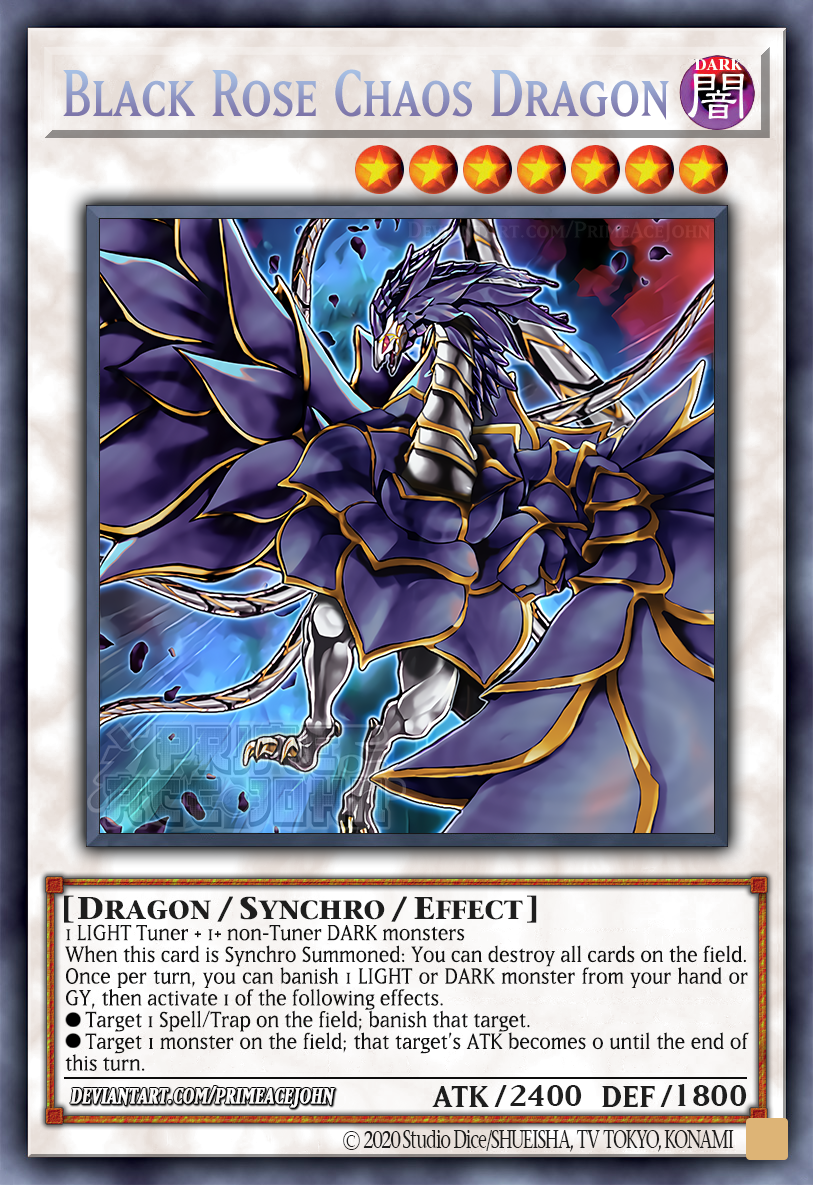 BLACK ROSE CHAOS DRAGON
DARK
闇
DEVIANTART.COM/PRIMEACEJOHN
PRIME
ACE JOHN
[DRAGON / SYNCHRO / EFFECT]
1 LIGHT Tuner + 1+ non-Tuner DARK monsters
When this card is Synchro Summoned: You can destroy all cards on the field.
Once per turn, you can banish 1 LIGHT or DARK monster from your hand or
GY, then activate 1 of the following effects.
● Target 1 Spell/Trap on the field; banish that target.
● Target 1 monster on the field; that target's ATK becomes 0 until the end of
this turn.
DEVIANTART.COM/PRIMEACEJOHN ATK/2400 DEF/1800
© 2020 Studio Dice/SHUEISHA, TV TOKYO, KONAMI